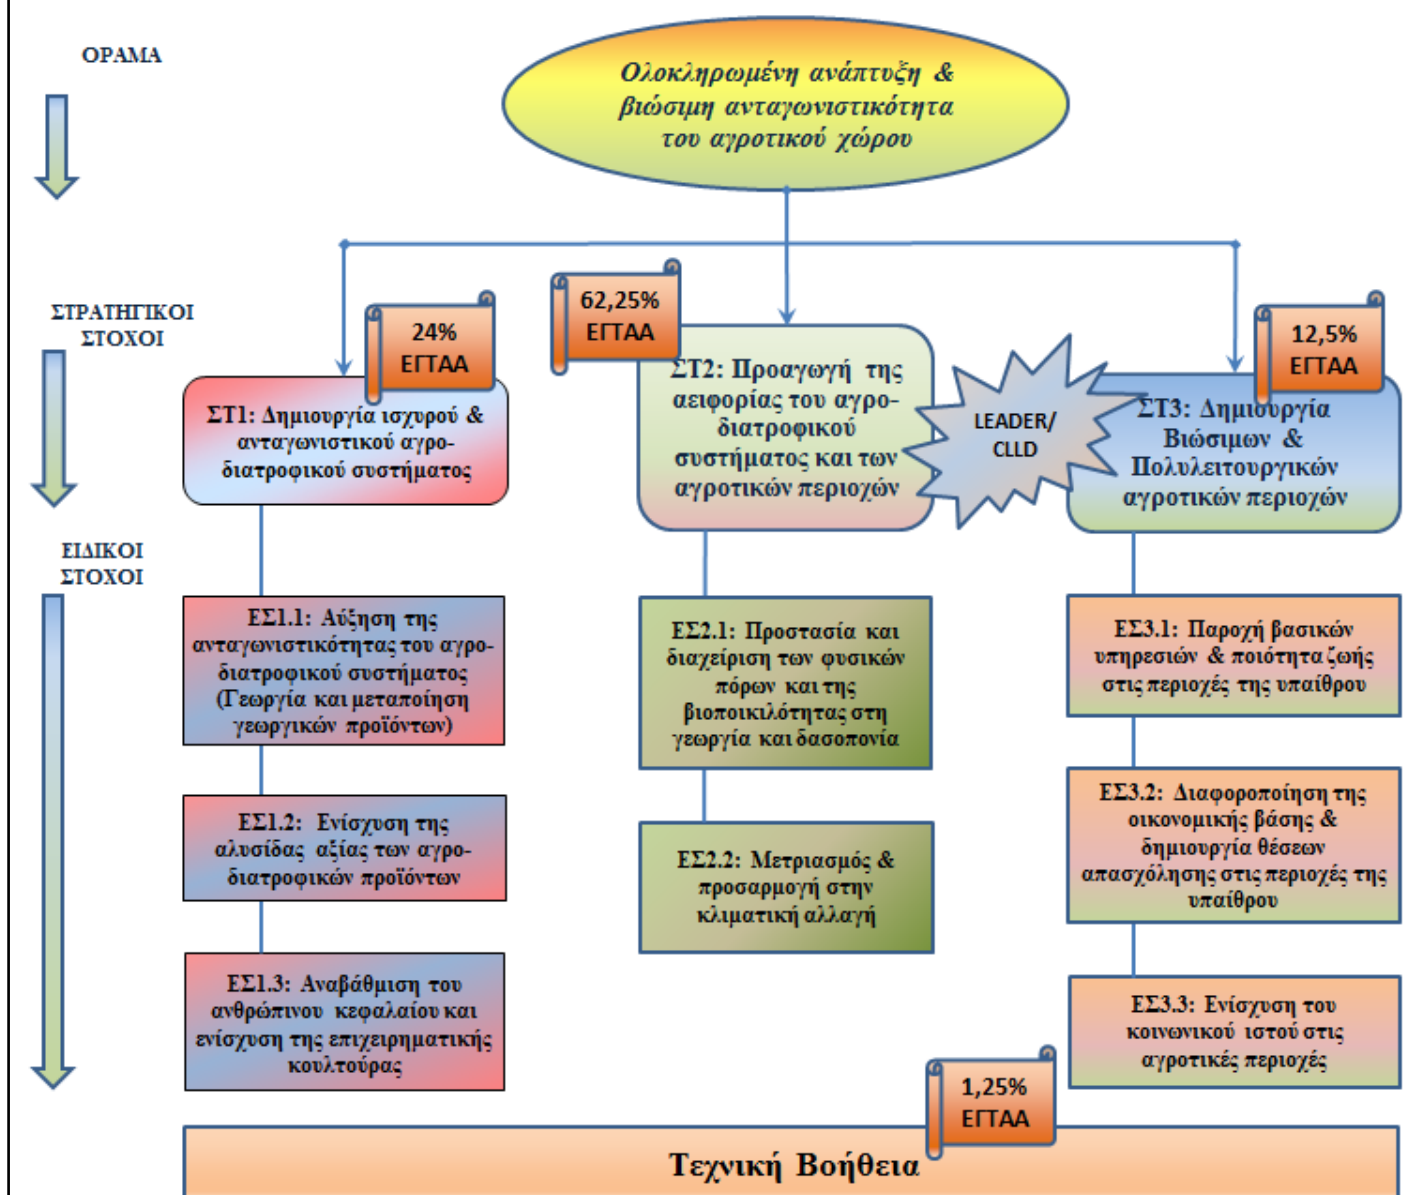 ΟΡΑΜΑ
Ολοκληρωμένη ανάπτυξη &
βιώσιμη ανταγωνιστικότητα
του αγροτικού χώρου
ΣΤΡΑΤΗΓΙΚΟΙ
ΣΤΟΧΟΙ
24%
ΕΓΤΑΑ
62,25%
ΕΓΤΑΑ
12,5%
ΕΓΤΑΑ
ΣΤ1: Δημιουργία ισχυρού &
ανταγωνιστικού αγρο-
διατροφικού συστήματος
ΣΤ2: Προαγωγή της
αειφορίας του αγρο-
διατροφικού
συστήματος και των
αγροτικών περιοχών
LEADER/
CLLD
ΣΤ3: Δημιουργία
Βιώσιμων &
Πολυλειτουργικών
αγροτικών περιοχών
ΕΙΔΙΚΟΙ
ΣΤΟΧΟΙ
ΕΣ1.1: Αύξηση της
ανταγωνιστικότητας του αγρο-
διατροφικού συστήματος
(Γεωργία και μεταποίηση
γεωργικών προϊόντων)
ΕΣ1.2: Ενίσχυση της
αλυσίδας αξίας των αγρο-
διατροφικών προϊόντων
ΕΣ1.3: Αναβάθμιση του
ανθρώπινου κεφαλαίου και
ενίσχυση της επιχειρηματικής
κουλτούρας
ΕΣ2.1: Προστασία και
διαχείριση των φυσικών
πόρων και της
βιοποικιλότητας στη
γεωργία και δασοπονία
ΕΣ2.2: Μετριασμός &
προσαρμογή στην
κλιματική αλλαγή
ΕΣ3.1: Παροχή βασικών
υπηρεσιών & ποιότητα ζωής
στις περιοχές της υπαίθρου
ΕΣ3.2: Διαφοροποίηση της
οικονομικής βάσης &
δημιουργία θέσεων
απασχόλησης στις περιοχές της
υπαίθρου
ΕΣ3.3: Ενίσχυση του
κοινωνικού ιστού στις
αγροτικές περιοχές
1,25%
ΕΓΤΑΑ
Τεχνική Βοήθεια